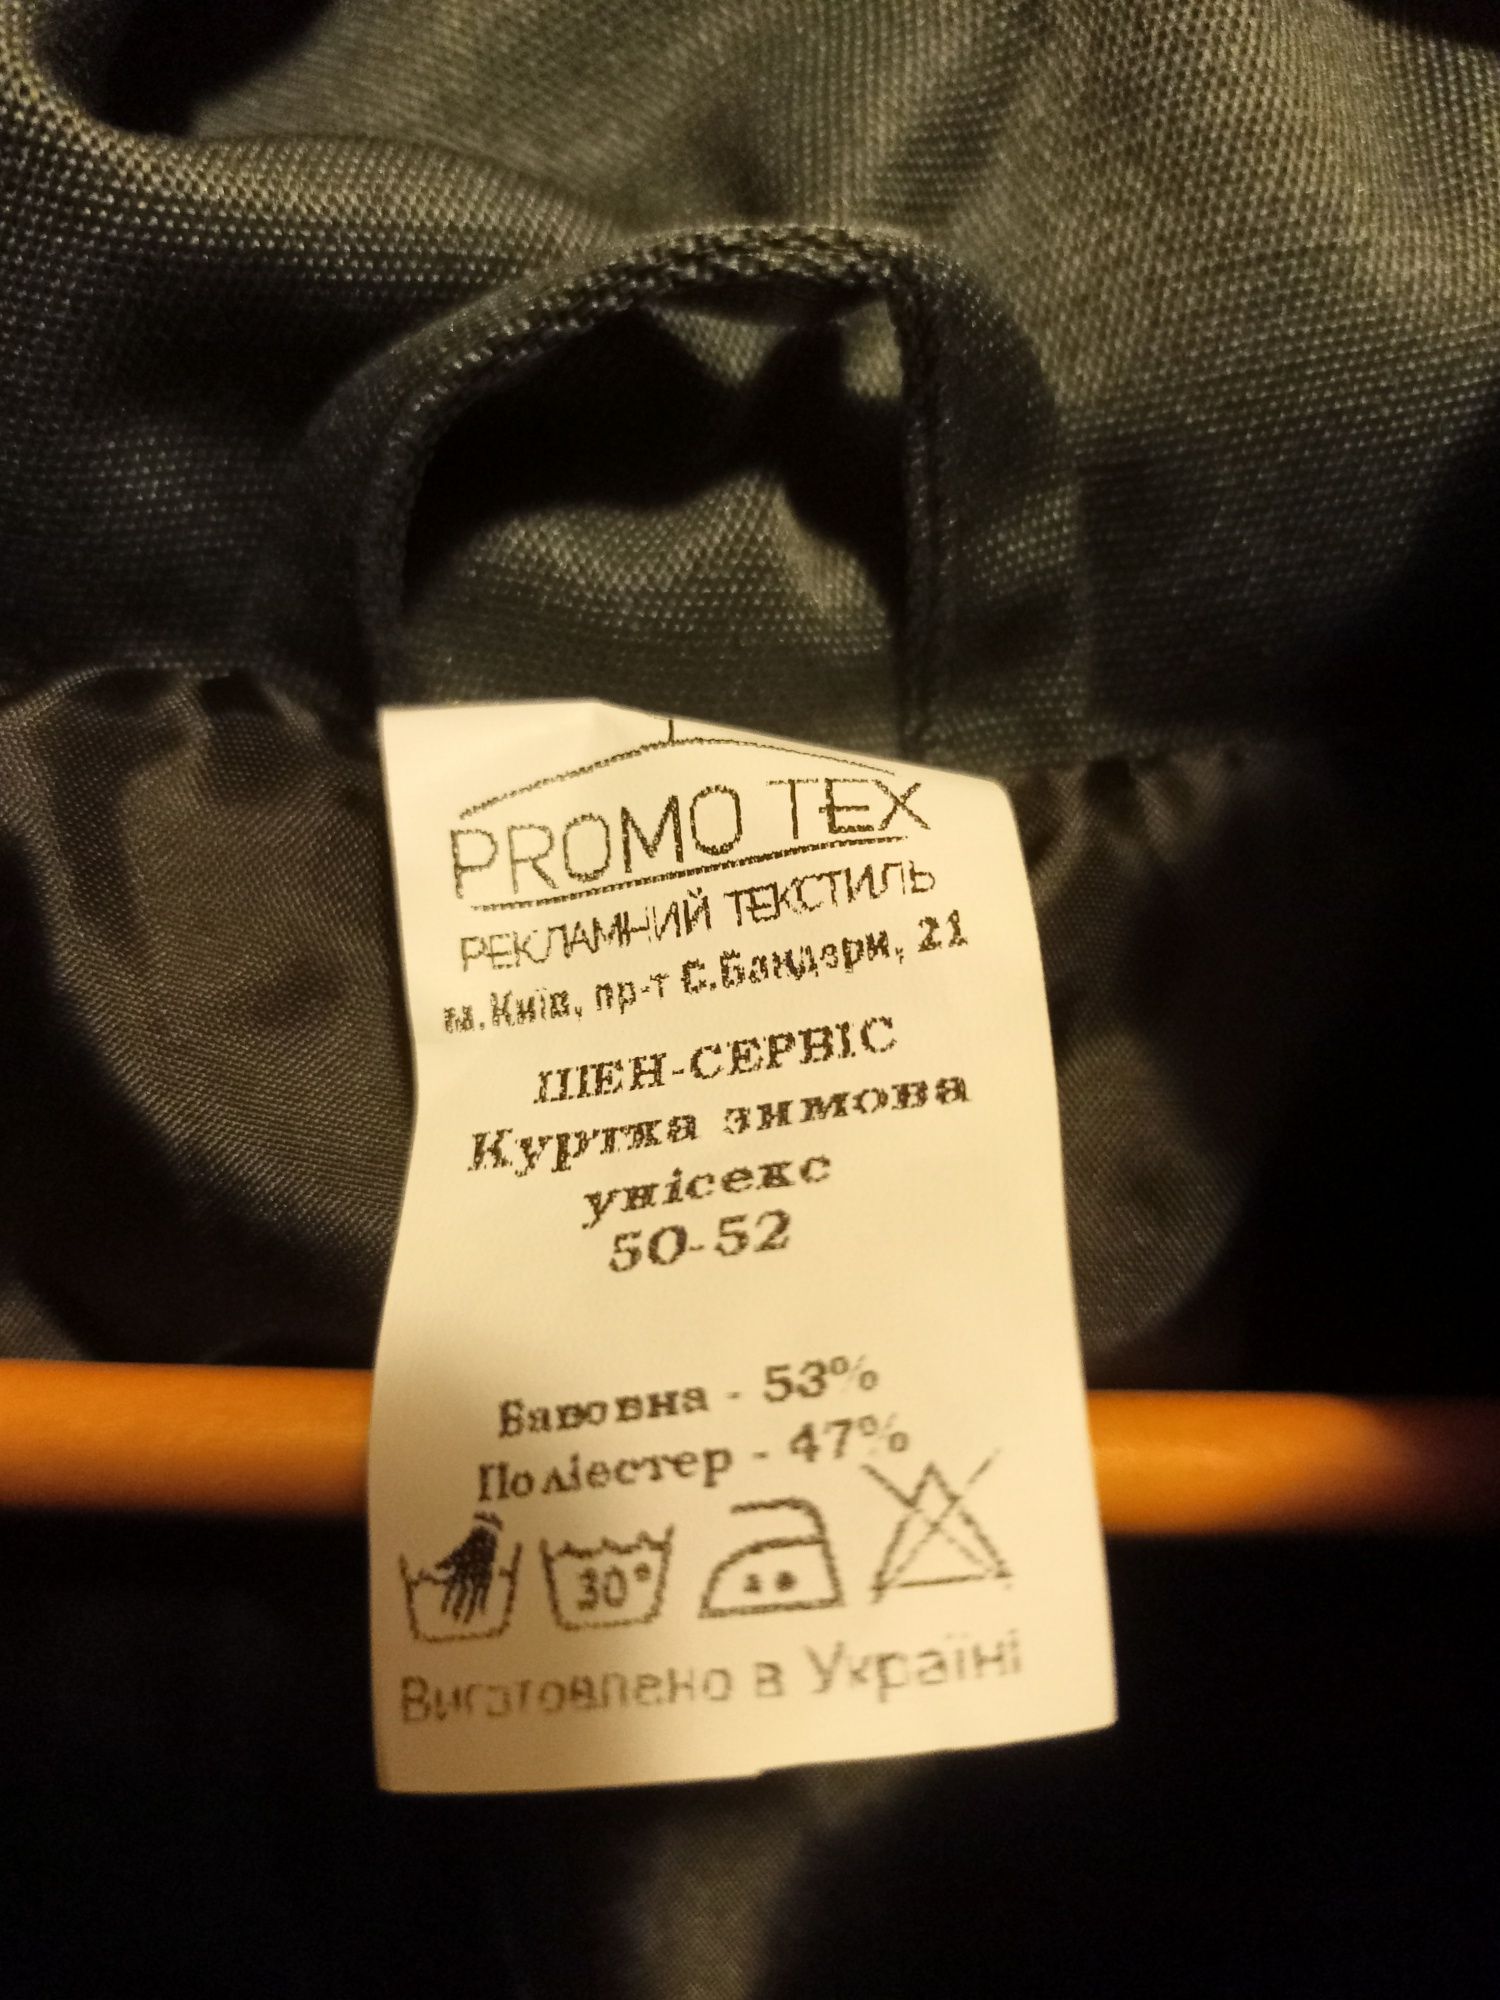 PROMO TEX
РЕКЛАМНИЙ ТЕКСТИЛЬ
м.Київ, пр-т С.Бандери, 21
ШЕН-СЕРВІС
Куртка зимова
унісекс
50-52
Бавовна - 53%
Поліестер - 47%
30°
Виготовлено в Україні